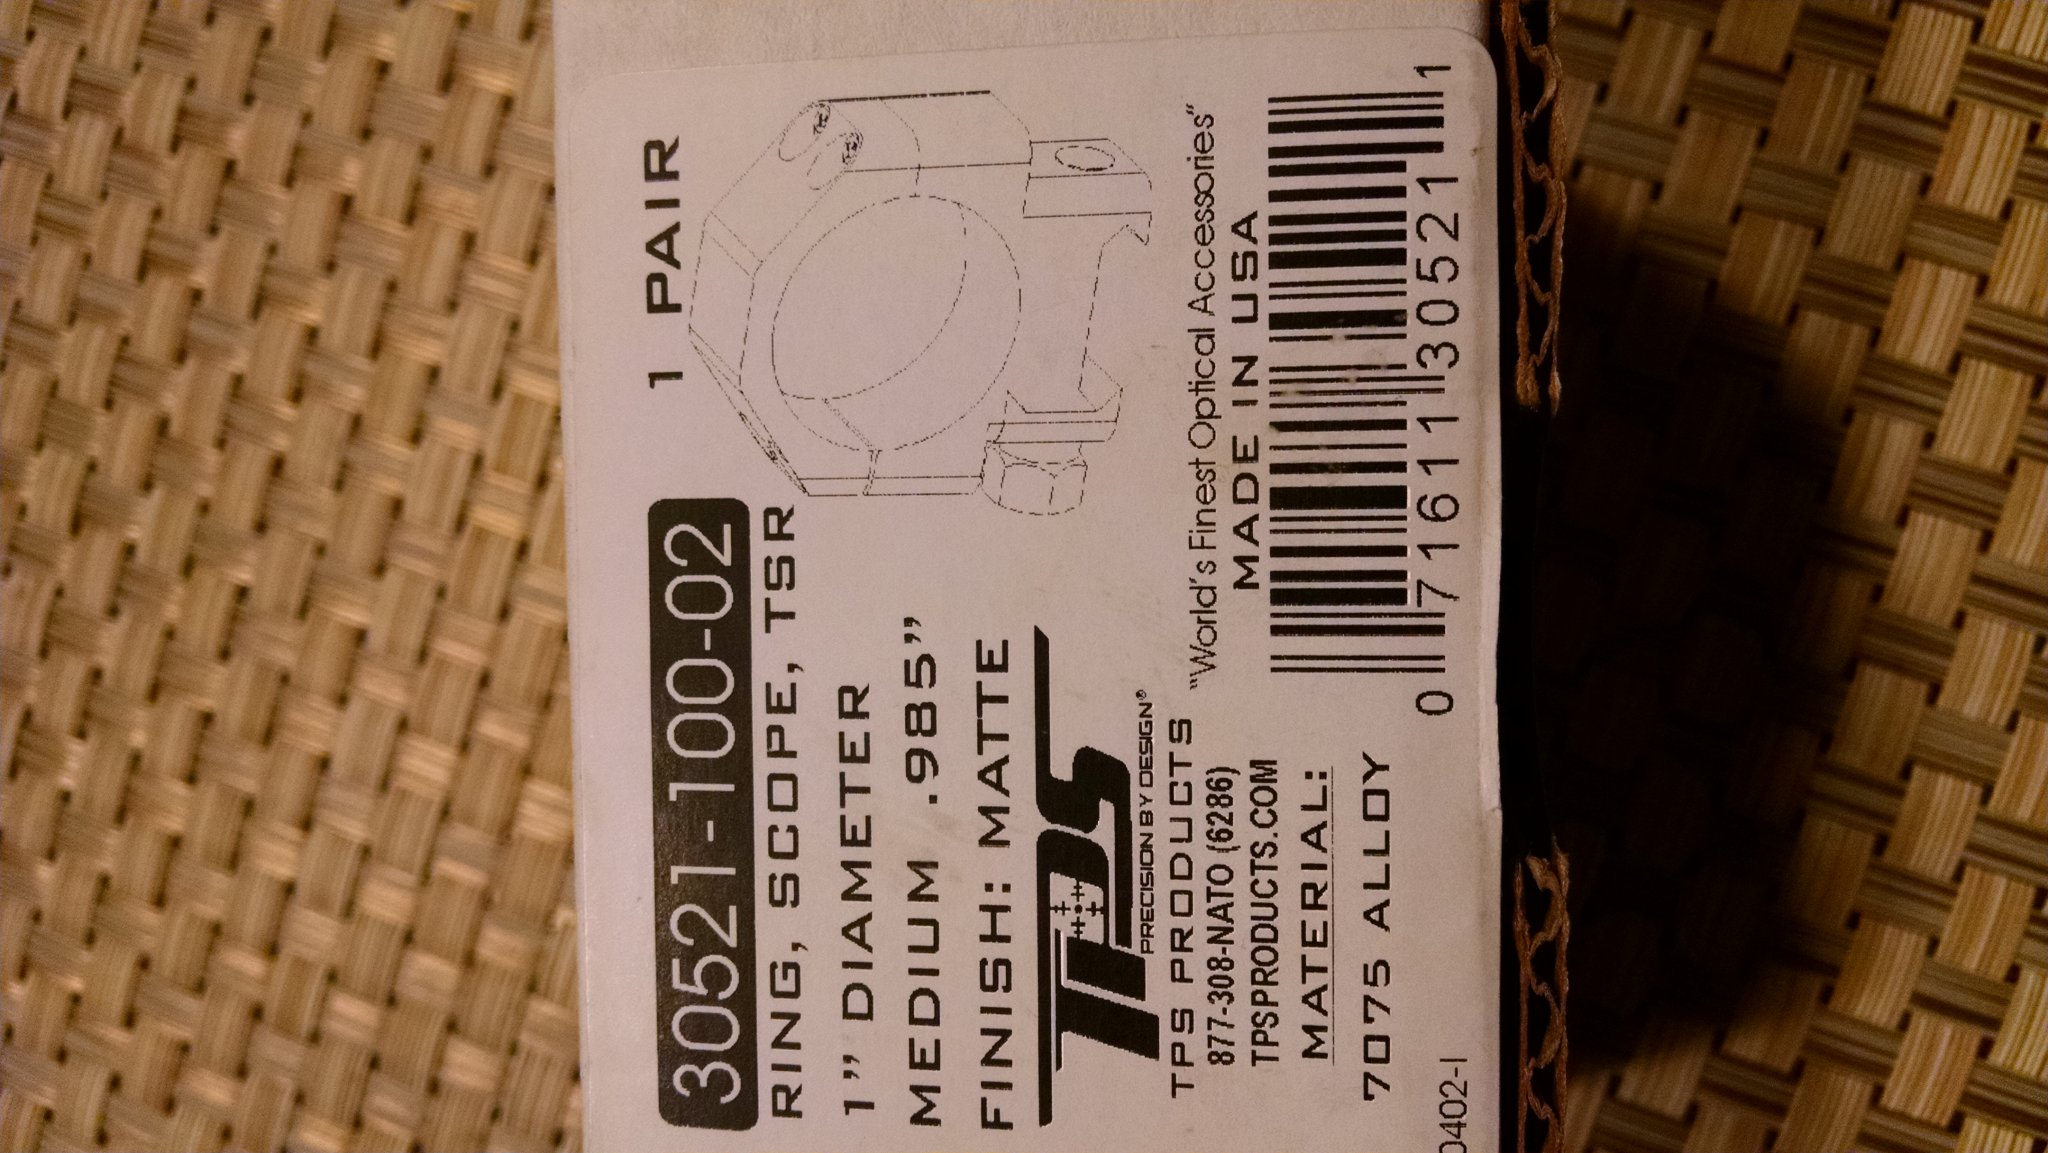 30521-100-02
1 PAIR
RING, SCOPE, TSR
1” DIAMETER
MEDIUM .985”
FINISH: MATTE
TPS
PRECISION BY DESIGN®
TPS PRODUCTS
877-308-NATO (6286)
TPSPRODUCTS.COM
MATERIAL:
7075 ALLOY
"World's Finest Optical Accessories"
MADE IN USA
0 71611 30521 1
0402-I